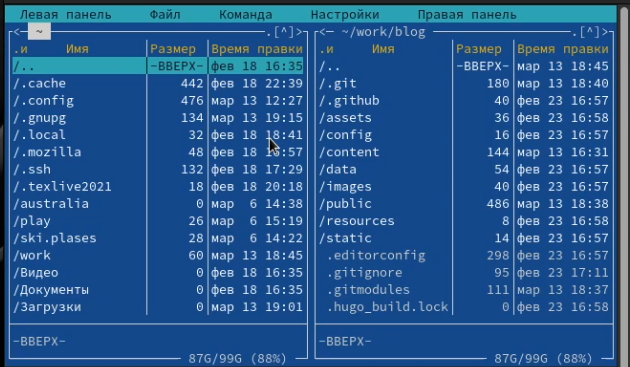 Левая панель Файл Команда Настройки Правая панель
<─ ~ .[^]>
.и Имя Размер Время правки
/.. -ВВЕРХ- фев 18 16:35
/.cache 442 фев 18 22:39
/.config 476 мар 13 12:27
/.gnupg 134 мар 13 19:15
/.local 32 фев 18 18:41
/.mozilla 48 фев 18 :57
/.ssh 132 фев 18 17:29
/.texlive2021 18 фев 18 20:18
/australia 0 мар 6 14:38
/play 26 мар 6 15:19
/ski.plases 28 мар 6 14:22
/work 60 мар 13 18:45
/Видео 0 фев 18 16:35
/Документы 0 фев 18 16:35
/Загрузки 0 мар 13 19:01
-ВВЕРХ-
87G/99G (88%)
<─ ~/work/blog .[^]>
.и Имя Размер Время правки
/.. -ВВЕРХ- мар 13 18:45
/.git 180 мар 13 18:40
/.github 40 фев 23 16:57
/assets 36 фев 23 16:58
/config 16 фев 23 16:57
/content 144 мар 13 16:31
/data 54 фев 23 16:57
/images 40 фев 23 16:57
/public 486 мар 13 18:38
/resources 8 фев 23 16:58
/static 14 фев 23 16:57
.editorconfig 298 фев 23 16:57
.gitignore 95 фев 23 17:11
.gitmodules 111 мар 13 18:37
.hugo_build.lock 0 фев 23 16:58
-ВВЕРХ-
87G/99G (88%)